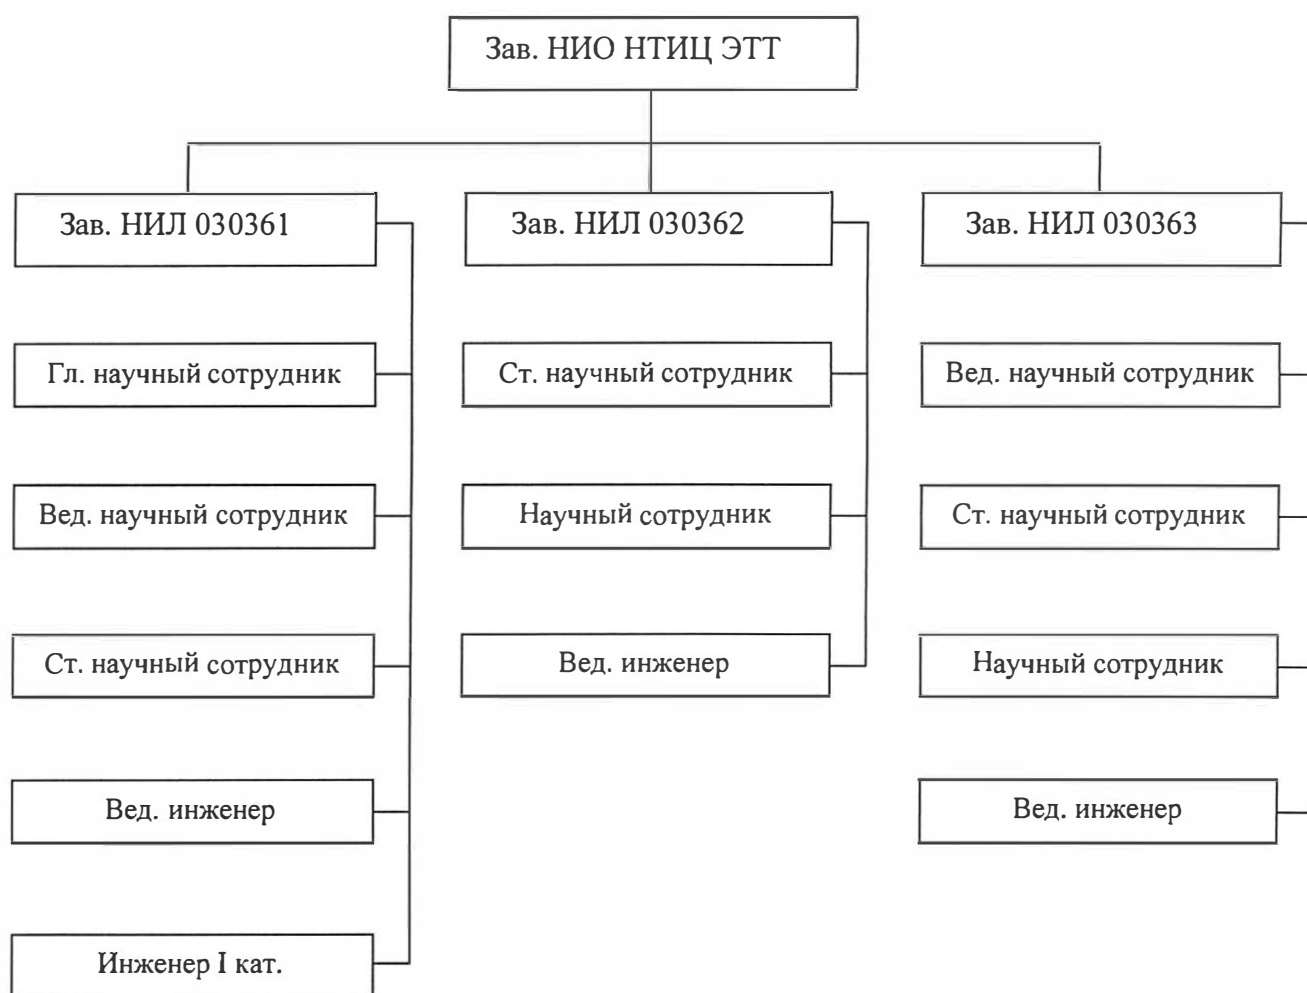 Зав. НИО НТИЦ ЭТТ
Зав. НИЛ 030361
Зав. НИЛ 030362
Зав. НИЛ 030363
Гл. научный сотрудник
Ст. научный сотрудник
Вед. научный сотрудник
Вед. научный сотрудник
Научный сотрудник
Ст. научный сотрудник
Ст. научный сотрудник
Вед. инженер
Научный сотрудник
Вед. инженер
Вед. инженер
Инженер I кат.